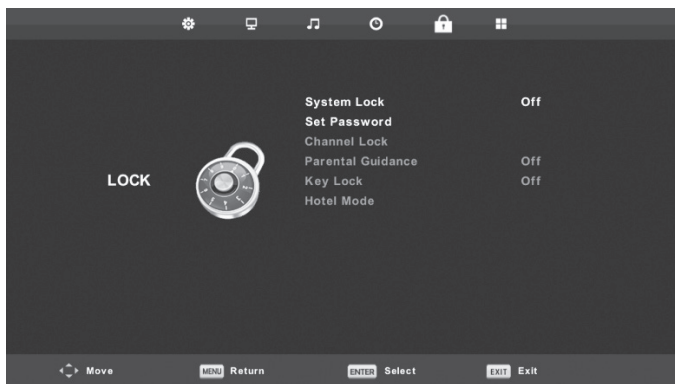 System Lock Off
Set Password
Channel Lock
Parental Guidance Off
LOCK
Key Lock Off
Hotel Mode
Move MENU Return ENTER Select EXIT Exit